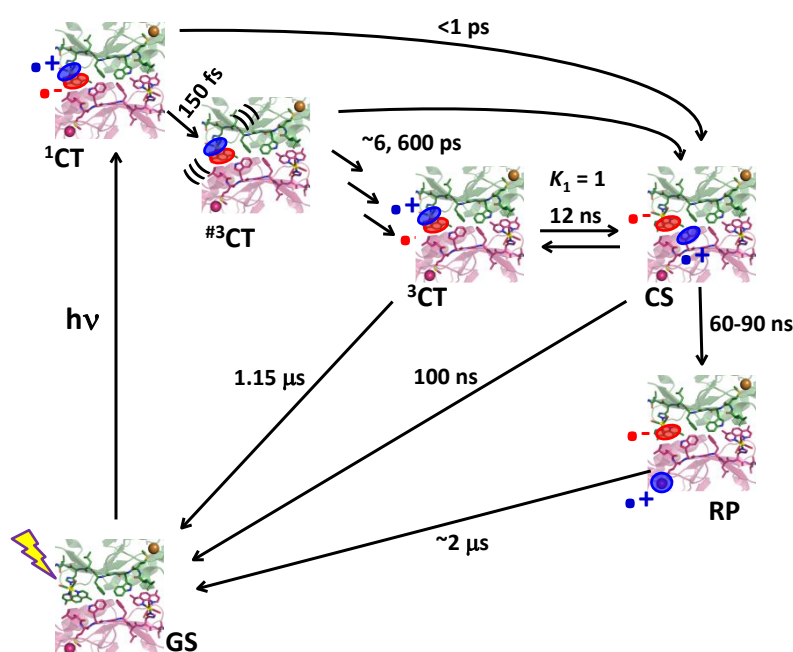 <1 ps
150 fs
¹CT
~6, 600 ps
K₁ = 1
12 ns
#³CT
³CT
CS
hν
60-90 ns
1.15 μs
100 ns
RP
~2 μs
GS